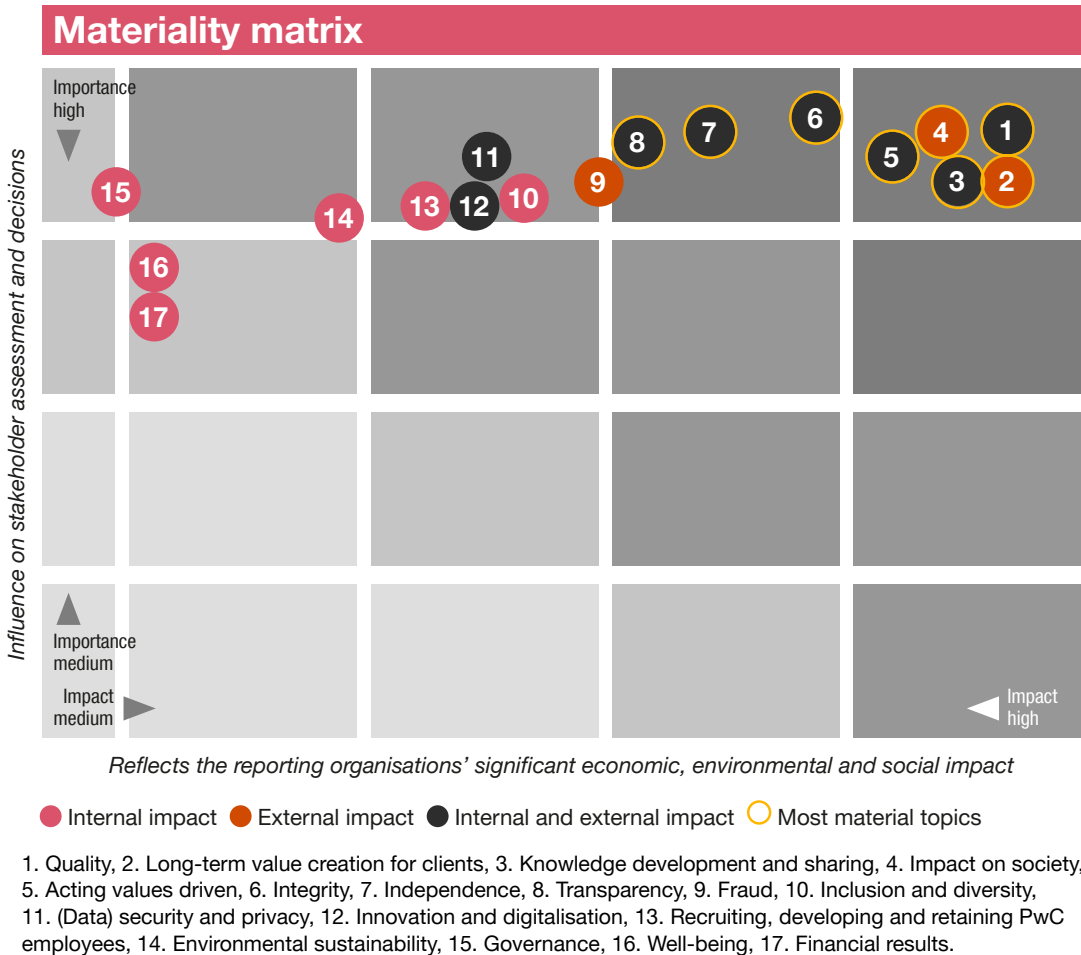 Materiality matrix
Influence on stakeholder assessment and decisions
Importance
high
15
14
13
11
12
10
9
8
7
6
5
4
3
1
2
16
17
Importance
medium
Impact
medium
Impact
high
Reflects the reporting organisations’ significant economic, environmental and social impact
Internal impact External impact Internal and external impact Most material topics
1. Quality, 2. Long-term value creation for clients, 3. Knowledge development and sharing, 4. Impact on society,
5. Acting values driven, 6. Integrity, 7. Independence, 8. Transparency, 9. Fraud, 10. Inclusion and diversity,
11. (Data) security and privacy, 12. Innovation and digitalisation, 13. Recruiting, developing and retaining PwC
employees, 14. Environmental sustainability, 15. Governance, 16. Well-being, 17. Financial results.